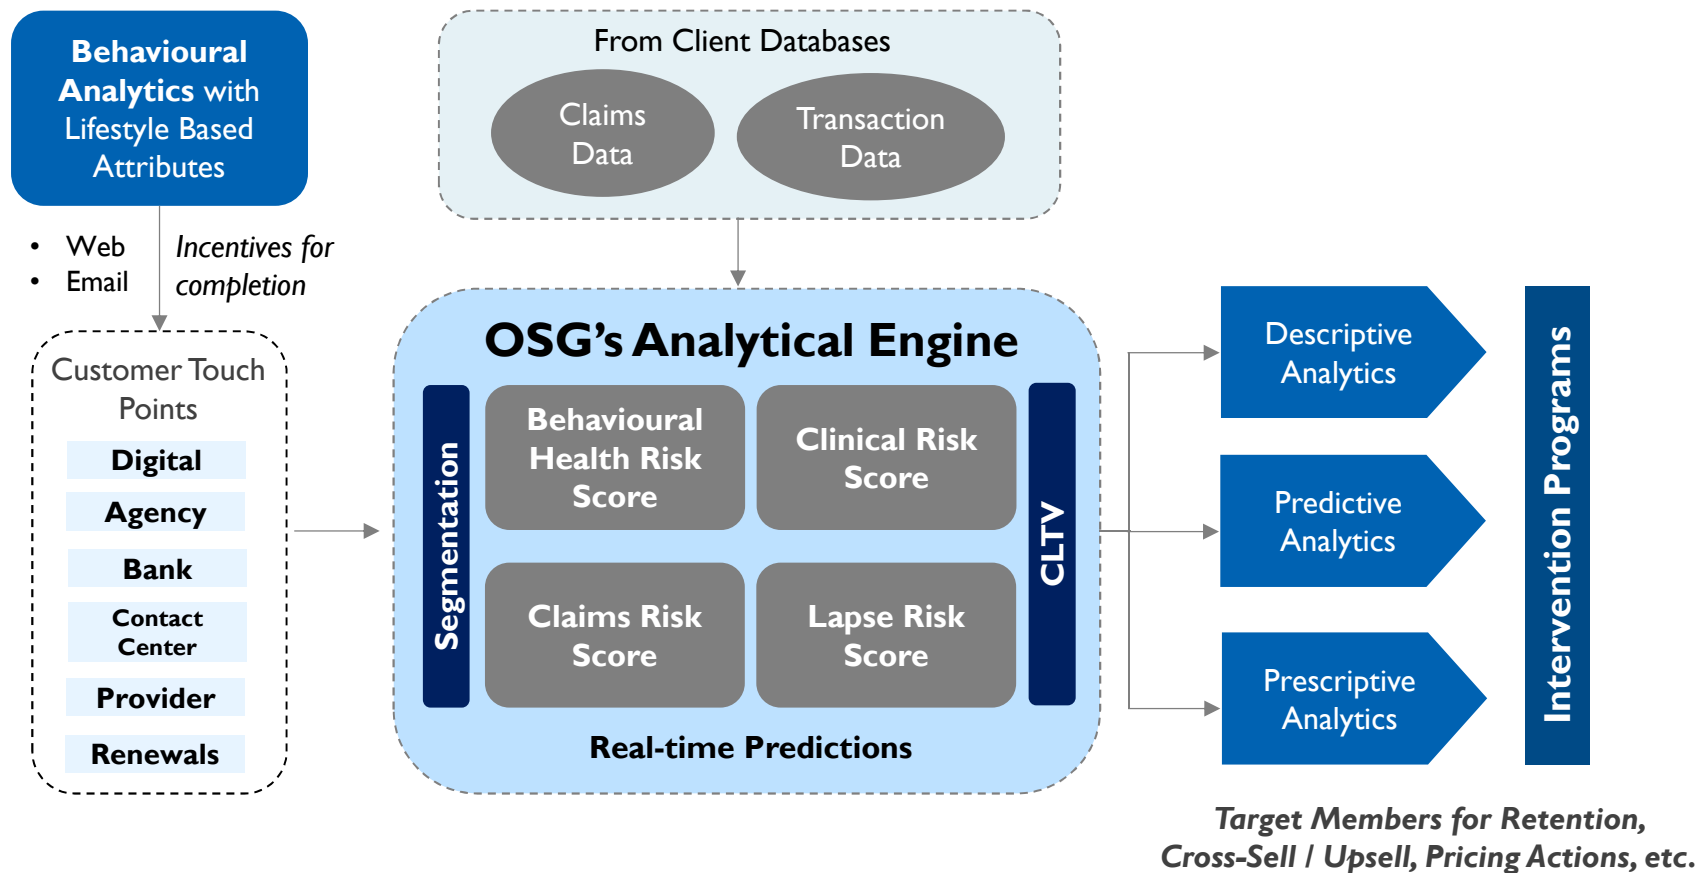 Behavioural
Analytics with
Lifestyle Based
Attributes
• Web
• Email
Incentives for
completion
Customer Touch
Points
Digital
Agency
Bank
Contact
Center
Provider
Renewals
From Client Databases
Claims
Data
Transaction
Data
OSG's Analytical Engine
Segmentation
Behavioural
Health Risk
Score
Clinical Risk
Score
Claims Risk
Score
Lapse Risk
Score
CLTV
Real-time Predictions
Descriptive
Analytics
Predictive
Analytics
Prescriptive
Analytics
Intervention Programs
Target Members for Retention,
Cross-Sell / Upsell, Pricing Actions, etc.